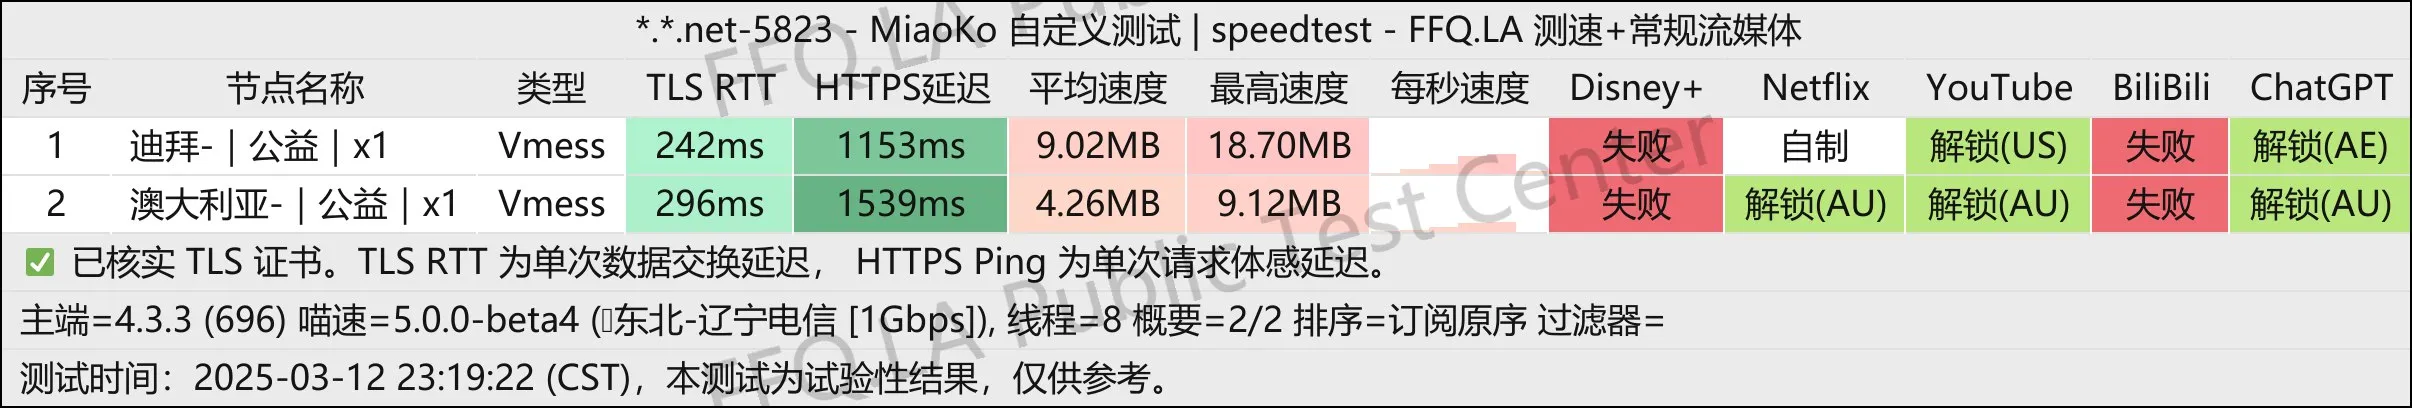 *.*.net-5823 - MiaoKo 自定义测试 | speedtest - FFQ.LA 测速+常规流媒体
序号 节点名称 类型 TLS RTT HTTPS延迟 平均速度 最高速度 每秒速度 Disney+ Netflix YouTube BiliBili ChatGPT
1 迪拜- | 公益 | x1 Vmess 242ms 1153ms 9.02MB 18.70MB 失败 自制 解锁(US) 失败 解锁(AE)
2 澳大利亚- | 公益 | x1 Vmess 296ms 1539ms 4.26MB 9.12MB 失败 解锁(AU) 解锁(AU) 失败 解锁(AU)
✅ 已核实 TLS 证书。TLS RTT 为单次数据交换延迟， HTTPS Ping 为单次请求体感延迟。
主端=4.3.3 (696) 喵速=5.0.0-beta4 (东北-辽宁电信 [1Gbps]), 线程=8 概要=2/2 排序=订阅原序 过滤器=
测试时间：2025-03-12 23:19:22 (CST)，本测试为试验性结果，仅供参考。
FFQ.LA Public Test Center
FFQ.LA Public Test Center